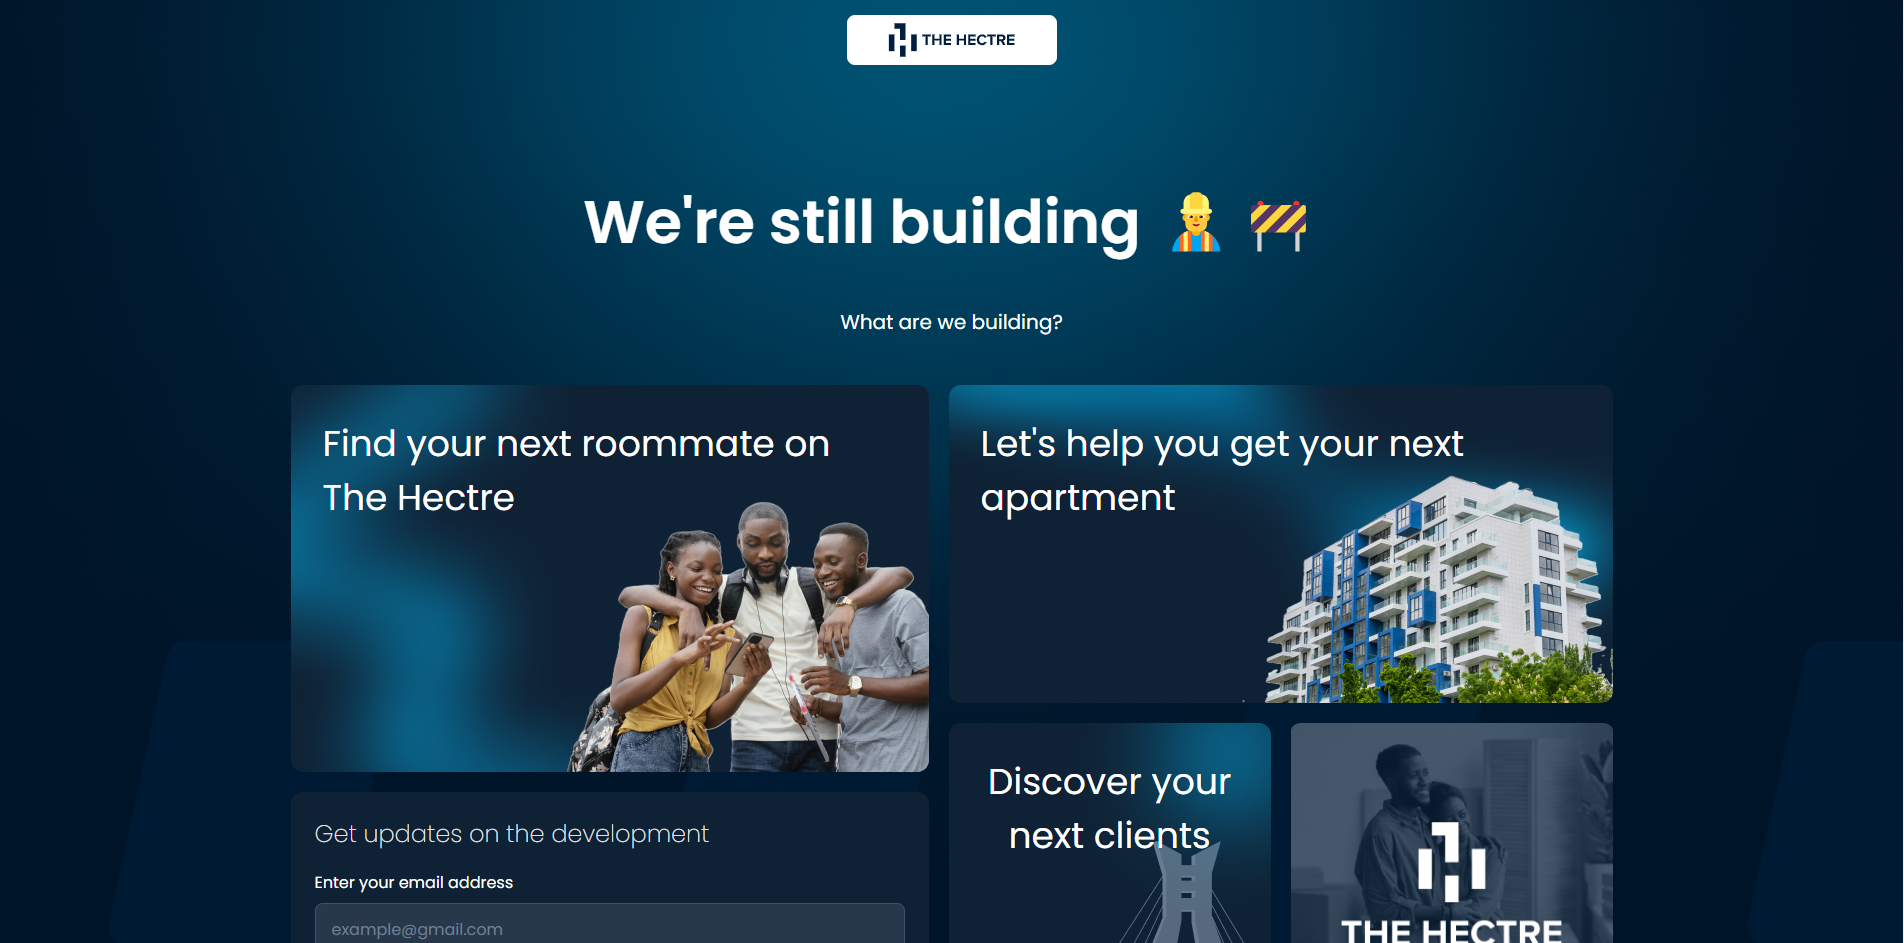 THE HECTRE
We're still building
What are we building?
Find your next roommate on
The Hectre
Let's help you get your next
apartment
Get updates on the development
Enter your email address
example@gmail.com
Discover your
next clients
THE HECTRE